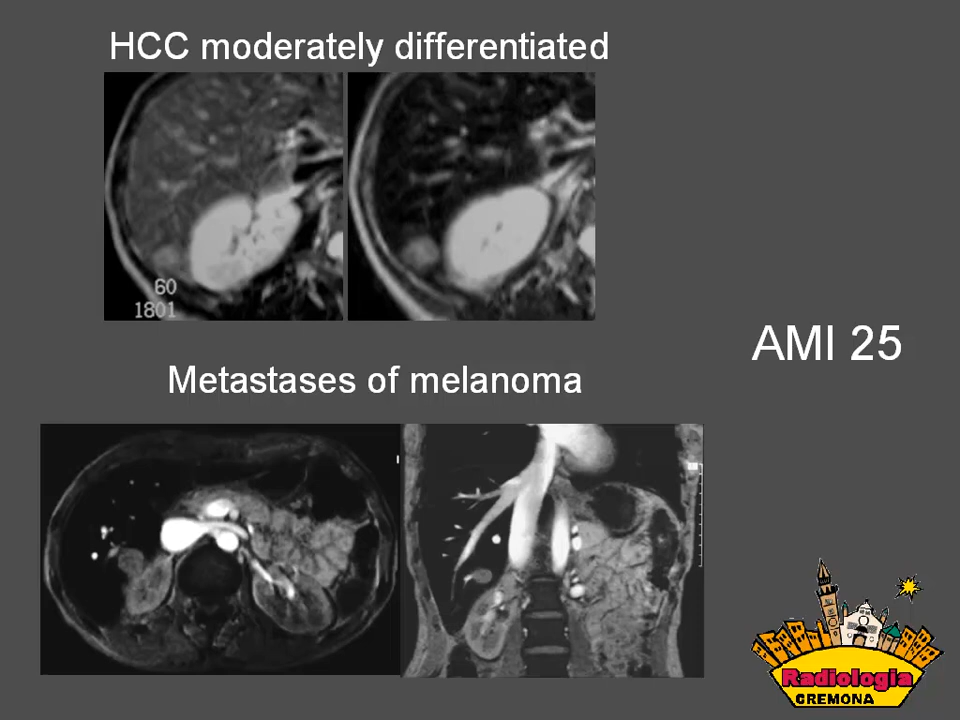 HCC moderately differentiated
60
1801
AMI 25
Metastases of melanoma
Radiologia
CREMONA